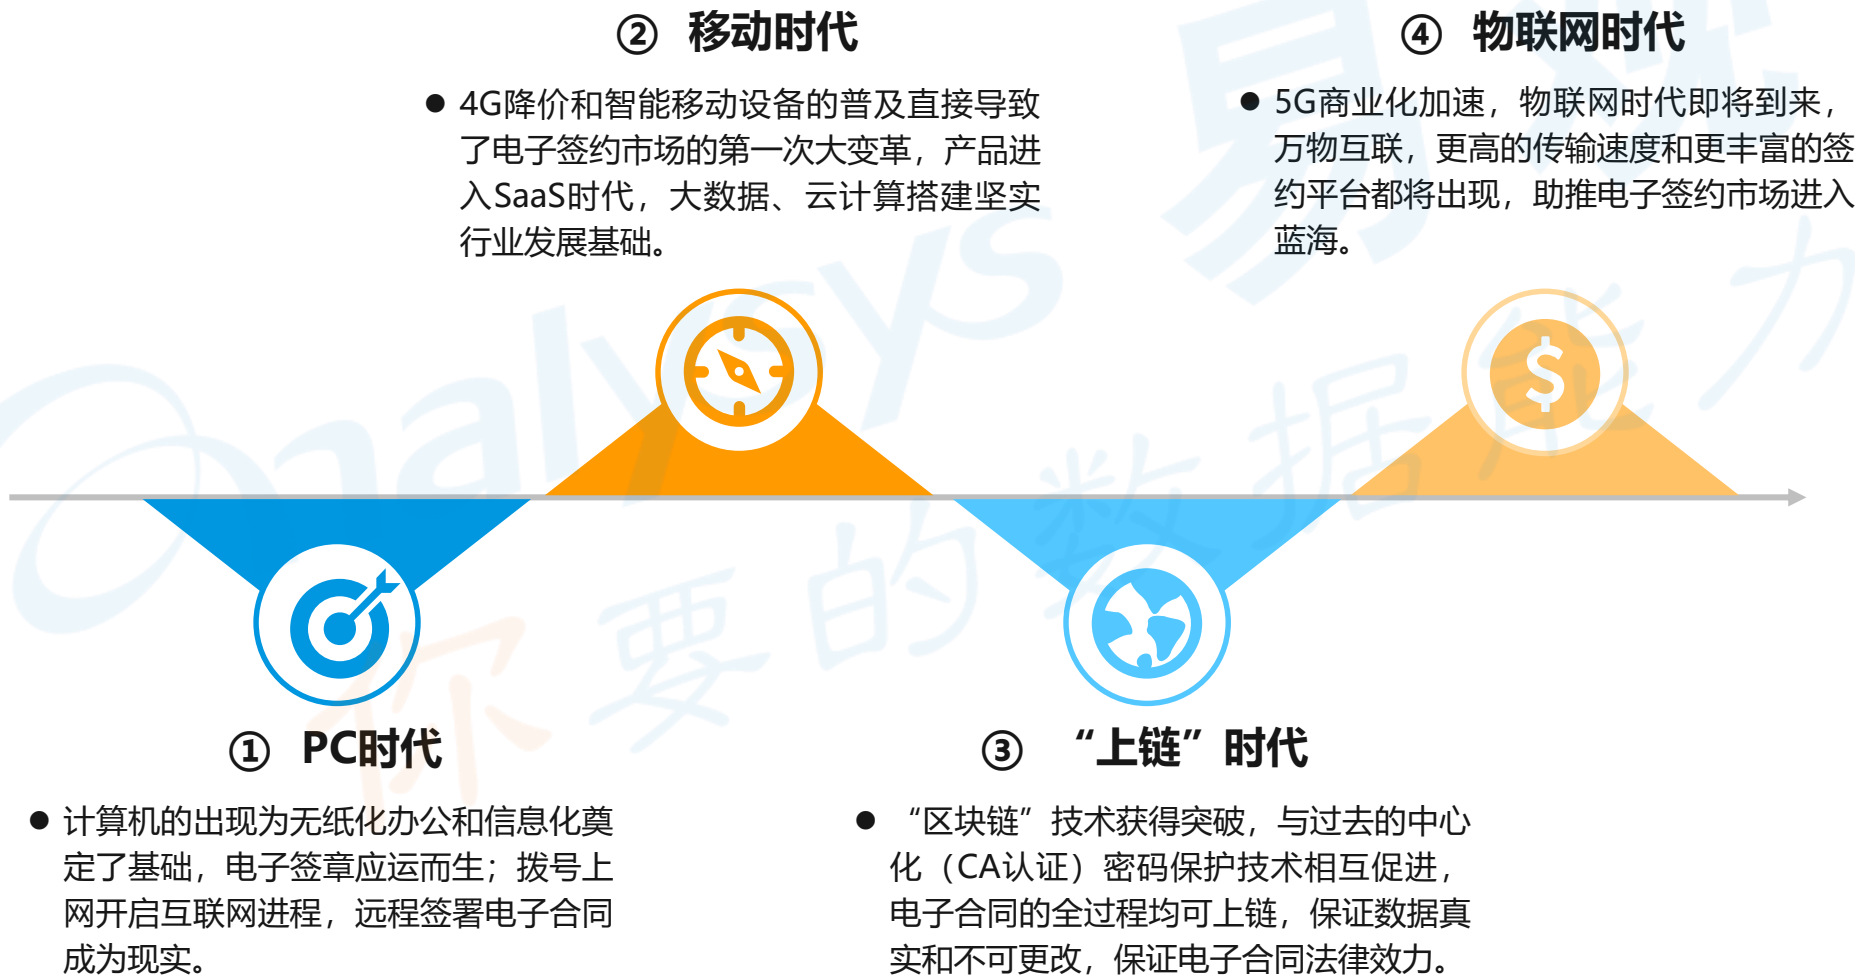 ② 移动时代
● 4G降价和智能移动设备的普及直接导致
了电子签约市场的第一次大变革，产品进
入SaaS时代，大数据、云计算搭建坚实
行业发展基础。
④ 物联网时代
● 5G商业化加速，物联网时代即将到来，
万物互联，更高的传输速度和更丰富的签
约平台都将出现，助推电子签约市场进入
蓝海。
① PC时代
● 计算机的出现为无纸化办公和信息化奠
定了基础，电子签章应运而生；拨号上
网开启互联网进程，远程签署电子合同
成为现实。
③ “上链”时代
● “区块链”技术获得突破，与过去的中心
化（CA认证）密码保护技术相互促进，
电子合同的全过程均可上链，保证数据真
实和不可更改，保证电子合同法律效力。
analysys 易观
你要的数据能力